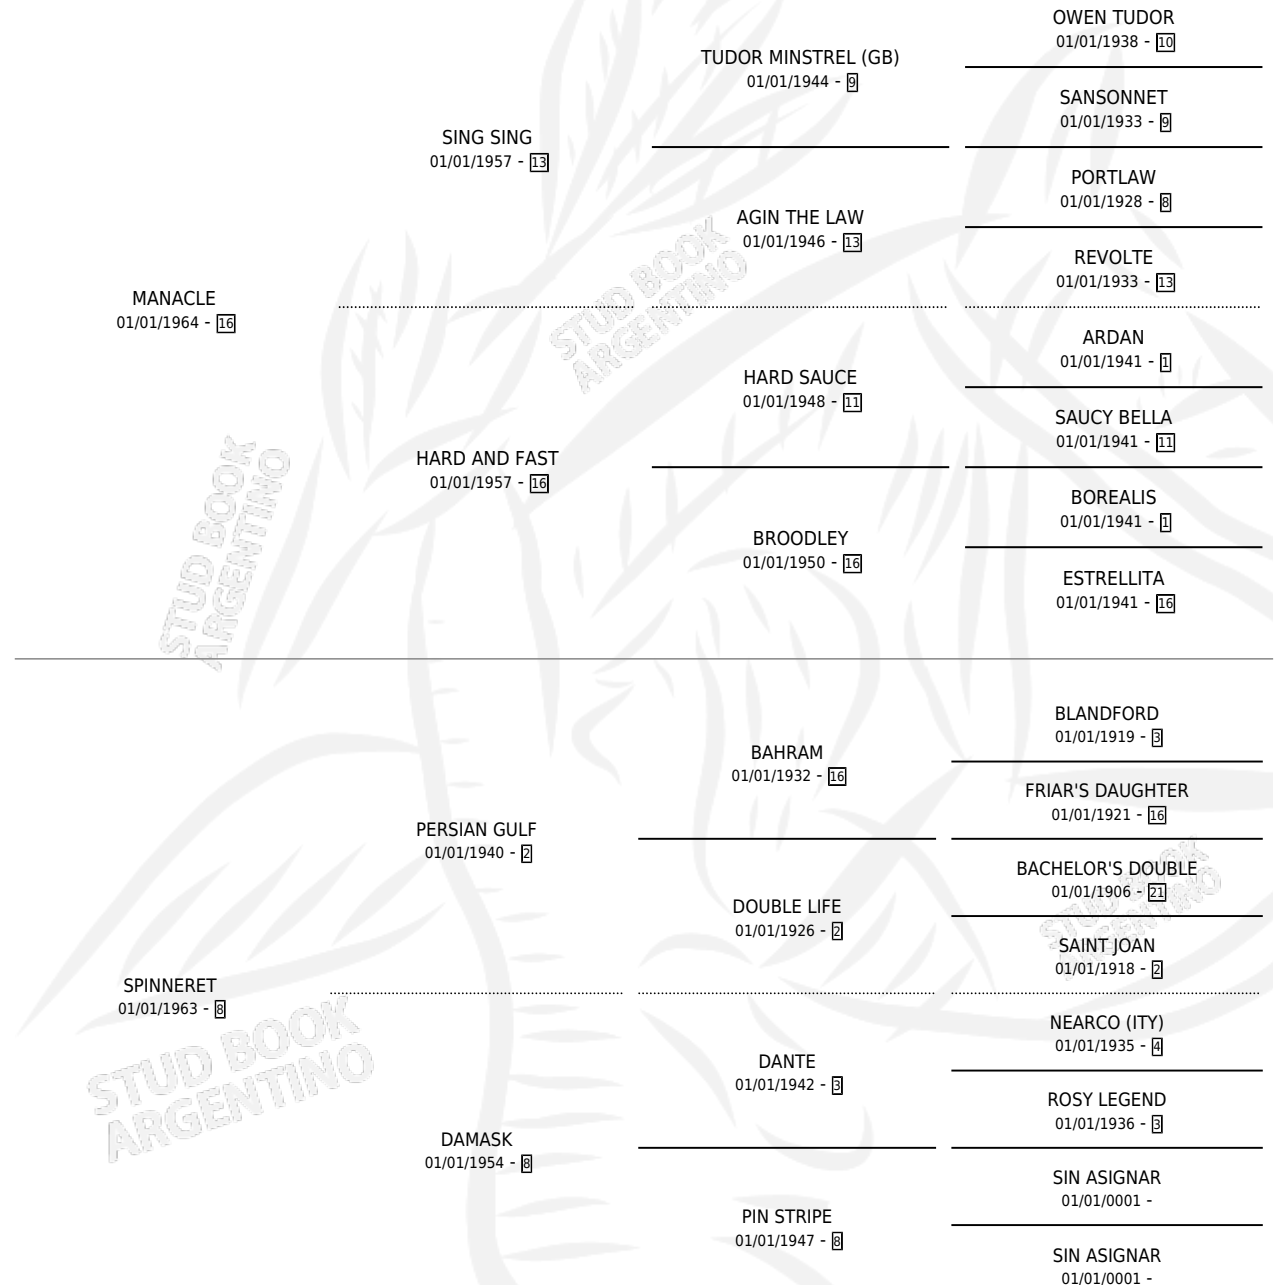 OWEN TUDOR
01/01/1938 - 10
TUDOR MINSTREL (GB)
01/01/1944 - 9
SANSONNET
01/01/1933 - 9
SING SING
01/01/1957 - 13
PORTLAW
01/01/1928 - 8
AGIN THE LAW
01/01/1946 - 13
REVOLTE
01/01/1933 - 13
MANACLE
01/01/1964 - 16
STUD BOOK
ARGENTINO
ARDAN
01/01/1941 - 1
HARD SAUCE
01/01/1948 - 11
SAUCY BELLA
01/01/1941 - 11
HARD AND FAST
01/01/1957 - 16
BOREALIS
01/01/1941 - 1
BROODLEY
01/01/1950 - 16
ESTRELLITA
01/01/1941 - 16
STUD BOOK
ARGENTINO
BLANDFORD
01/01/1919 - 3
BAHRAM
01/01/1932 - 16
FRIAR'S DAUGHTER
01/01/1921 - 16
PERSIAN GULF
01/01/1940 - 2
BACHELOR'S DOUBLE
01/01/1906 - 21
STUD BOOK
ARGENTINO
DOUBLE LIFE
01/01/1926 - 2
SAINT JOAN
01/01/1918 - 2
SPINNERET
01/01/1963 - 8
STUD BOOK
ARGENTINO
NEARCO (ITY)
01/01/1935 - 4
DANTE
01/01/1942 - 3
ROSY LEGEND
01/01/1936 - 3
DAMASK
01/01/1954 - 8
SIN ASIGNAR
01/01/0001 -
PIN STRIPE
01/01/1947 - 8
SIN ASIGNAR
01/01/0001 -